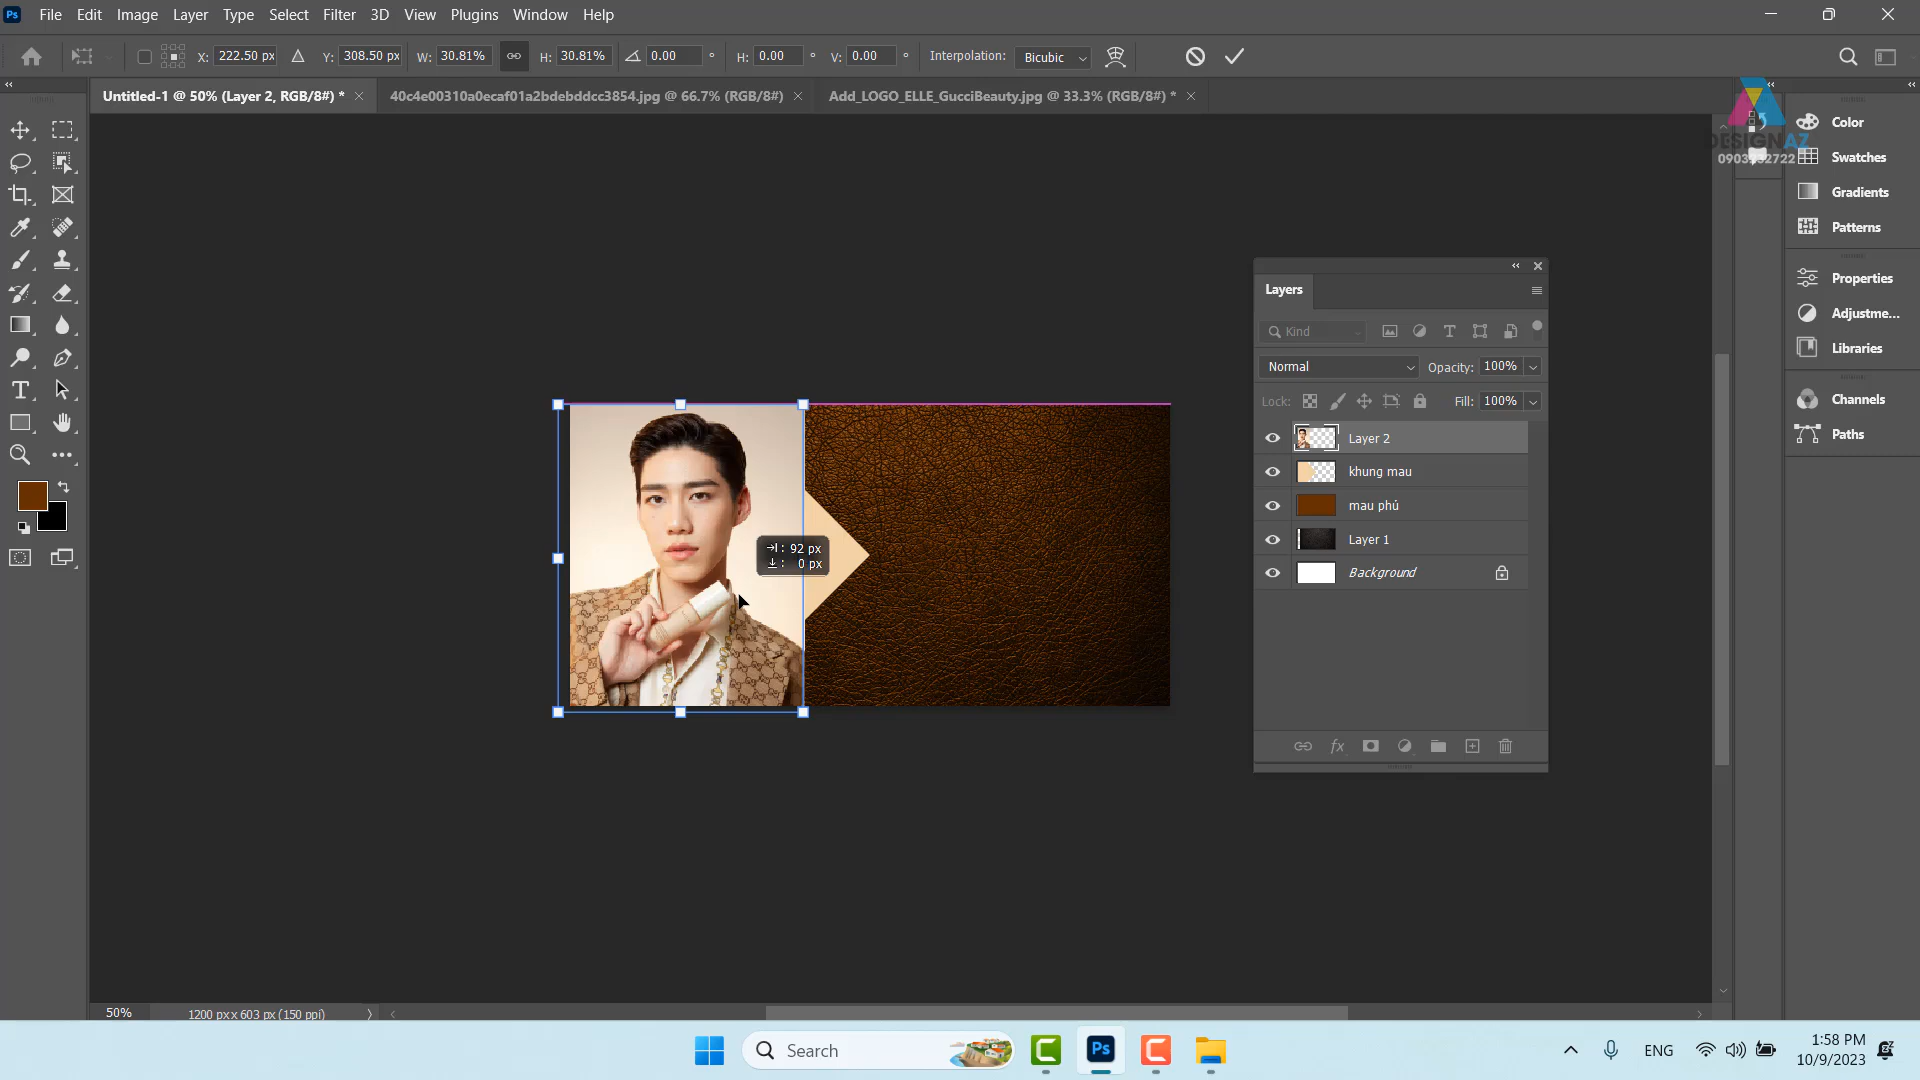 Ps File Edit Image Layer Type Select Filter 3D View Plugins Window Help
X: 222.50 px Y: 308.50 px W: 30.81% H: 30.81% 0.00 ° H: 0.00 ° V: 0.00 ° Interpolation: Bicubic
Untitled-1 @ 50% (Layer 2, RGB/8#) * × 40c4e00310a0ecaf01a2bdebddcc3854.jpg @ 66.7% (RGB/8#) × Add_LOGO_ELLE_GucciBeauty.jpg @ 33.3% (RGB/8#) * ×
DESIGNAZ
Color
Swatches
Gradients
Patterns
Properties
Adjustme...
Libraries
Channels
Paths
Layers
Kind
Normal Opacity: 100%
Lock: Fill: 100%
Layer 2
khung mau
mau phủ
Layer 1
Background
fx
: 92 px
: 0 px
50% 1200 px x 603 px (150 ppi)
Search
Ps
ENG
1:58 PM
10/9/2023